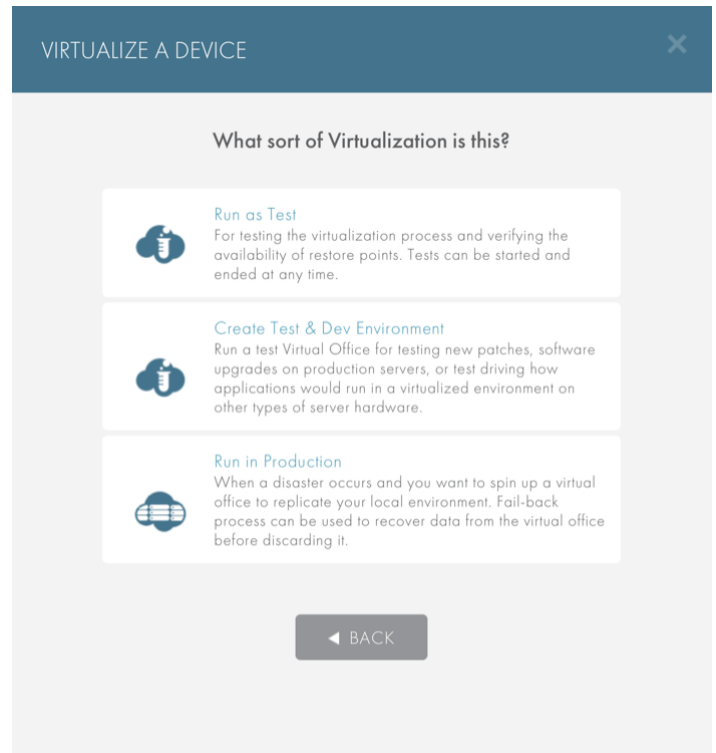 VIRTUALIZE A DEVICE
What sort of Virtualization is this?
Run as Test
For testing the virtualization process and verifying the
availability of restore points. Tests can be started and
ended at any time.
Create Test & Dev Environment
Run a test Virtual Office for testing new patches, software
upgrades on production servers, or test driving how
applications would run in a virtualized environment on
other types of server hardware.
Run in Production
When a disaster occurs and you want to spin up a virtual
office to replicate your local environment. Fail-back
process can be used to recover data from the virtual office
before discarding it.
BACK